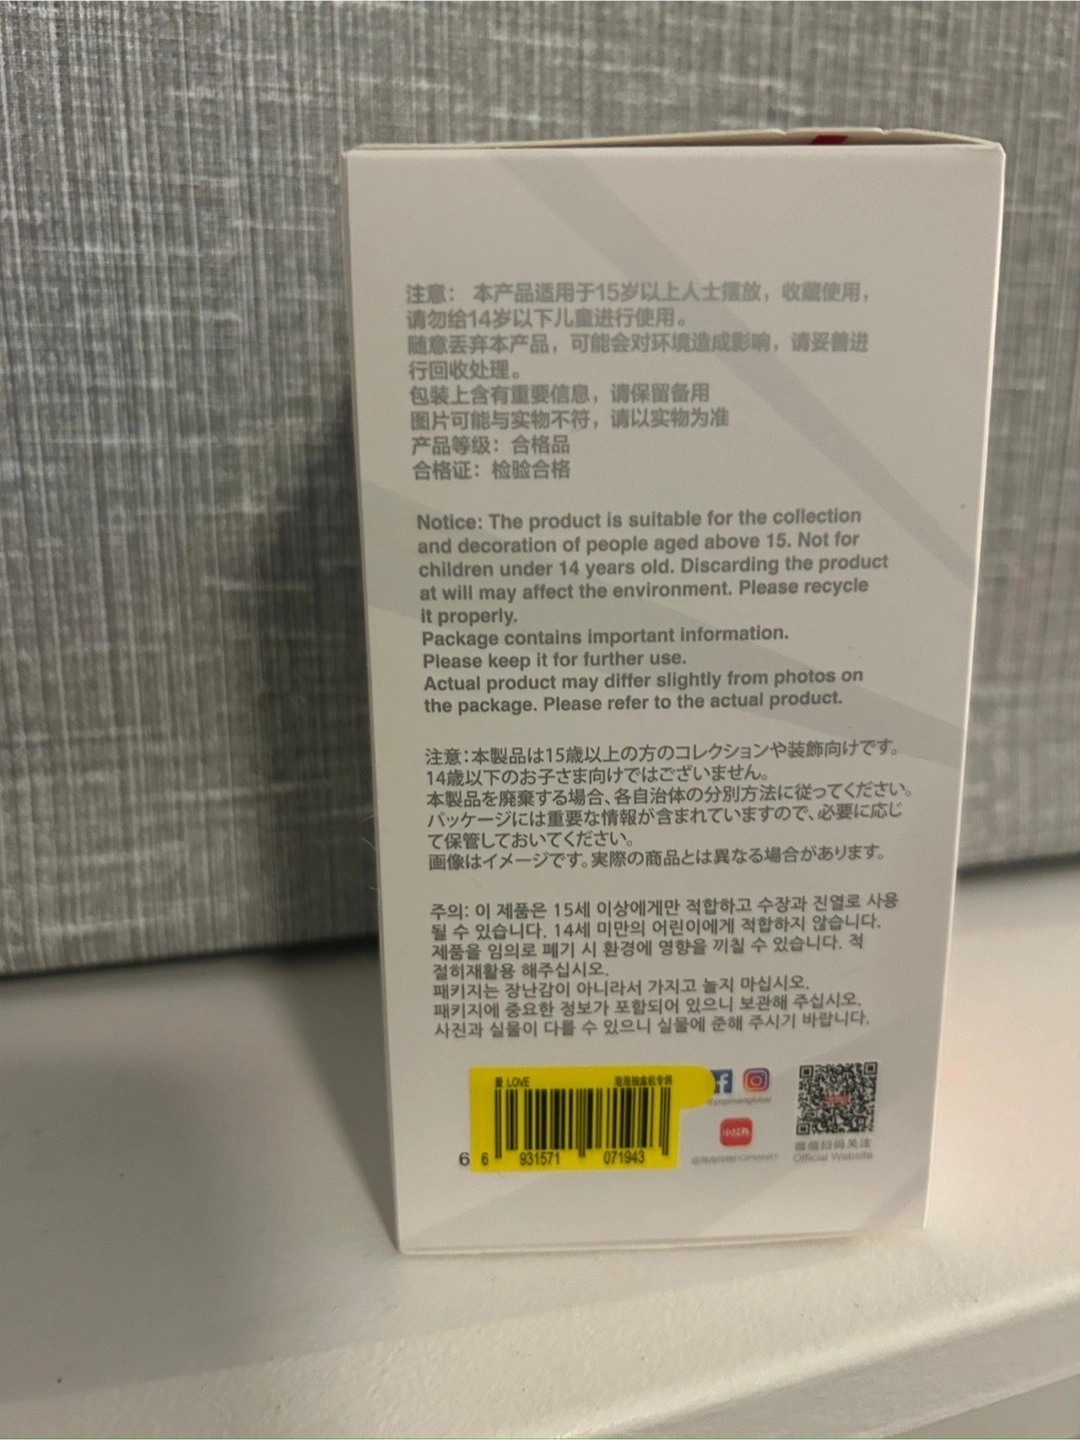 注意： 本产品适用于15岁以上人士摆放，收藏使用，
请勿给14岁以下儿童进行使用。
随意丢弃本产品，可能会对环境造成影响，请妥善进
行回收处理。
包装上含有重要信息，请保留备用
图片可能与实物不符，请以实物为准
产品等级：合格品
合格证：检验合格
Notice: The product is suitable for the collection
and decoration of people aged above 15. Not for
children under 14 years old. Discarding the product
at will may affect the environment. Please recycle
it properly.
Package contains important information.
Please keep it for further use.
Actual product may differ slightly from photos on
the package. Please refer to the actual product.
注意：本製品は15歳以上の方のコレクションや装飾向けです。
14歳以下のお子さま向けではございません。
本製品を廃棄する場合、各自治体の分別方法に従ってください。
パッケージには重要な情報が含まれていますので、必要に応じ
て保管しておいてください。
画像はイメージです。実際の商品とは異なる場合があります。
주의: 이 제품은 15세 이상에게만 적합하고 수장과 진열로 사용
될 수 있습니다. 14세 미만의 어린이에게 적합하지 않습니다.
제품을 임의로 폐기 시 환경에 영향을 끼칠 수 있습니다. 적
절히재활용 해주십시오.
패키지는 장난감이 아니라서 가지고 놀지 마십시오.
패키지에 중요한 정보가 포함되어 있으니 보관해 주십시오.
사진과 실물이 다를 수 있으니 실물에 준해 주시기 바랍니다.
爱 LOVE 泡泡抽盒机专供
6 6 931571 071943
@popmartglobal
小红书
POPMART
微信扫码关注
Official Website